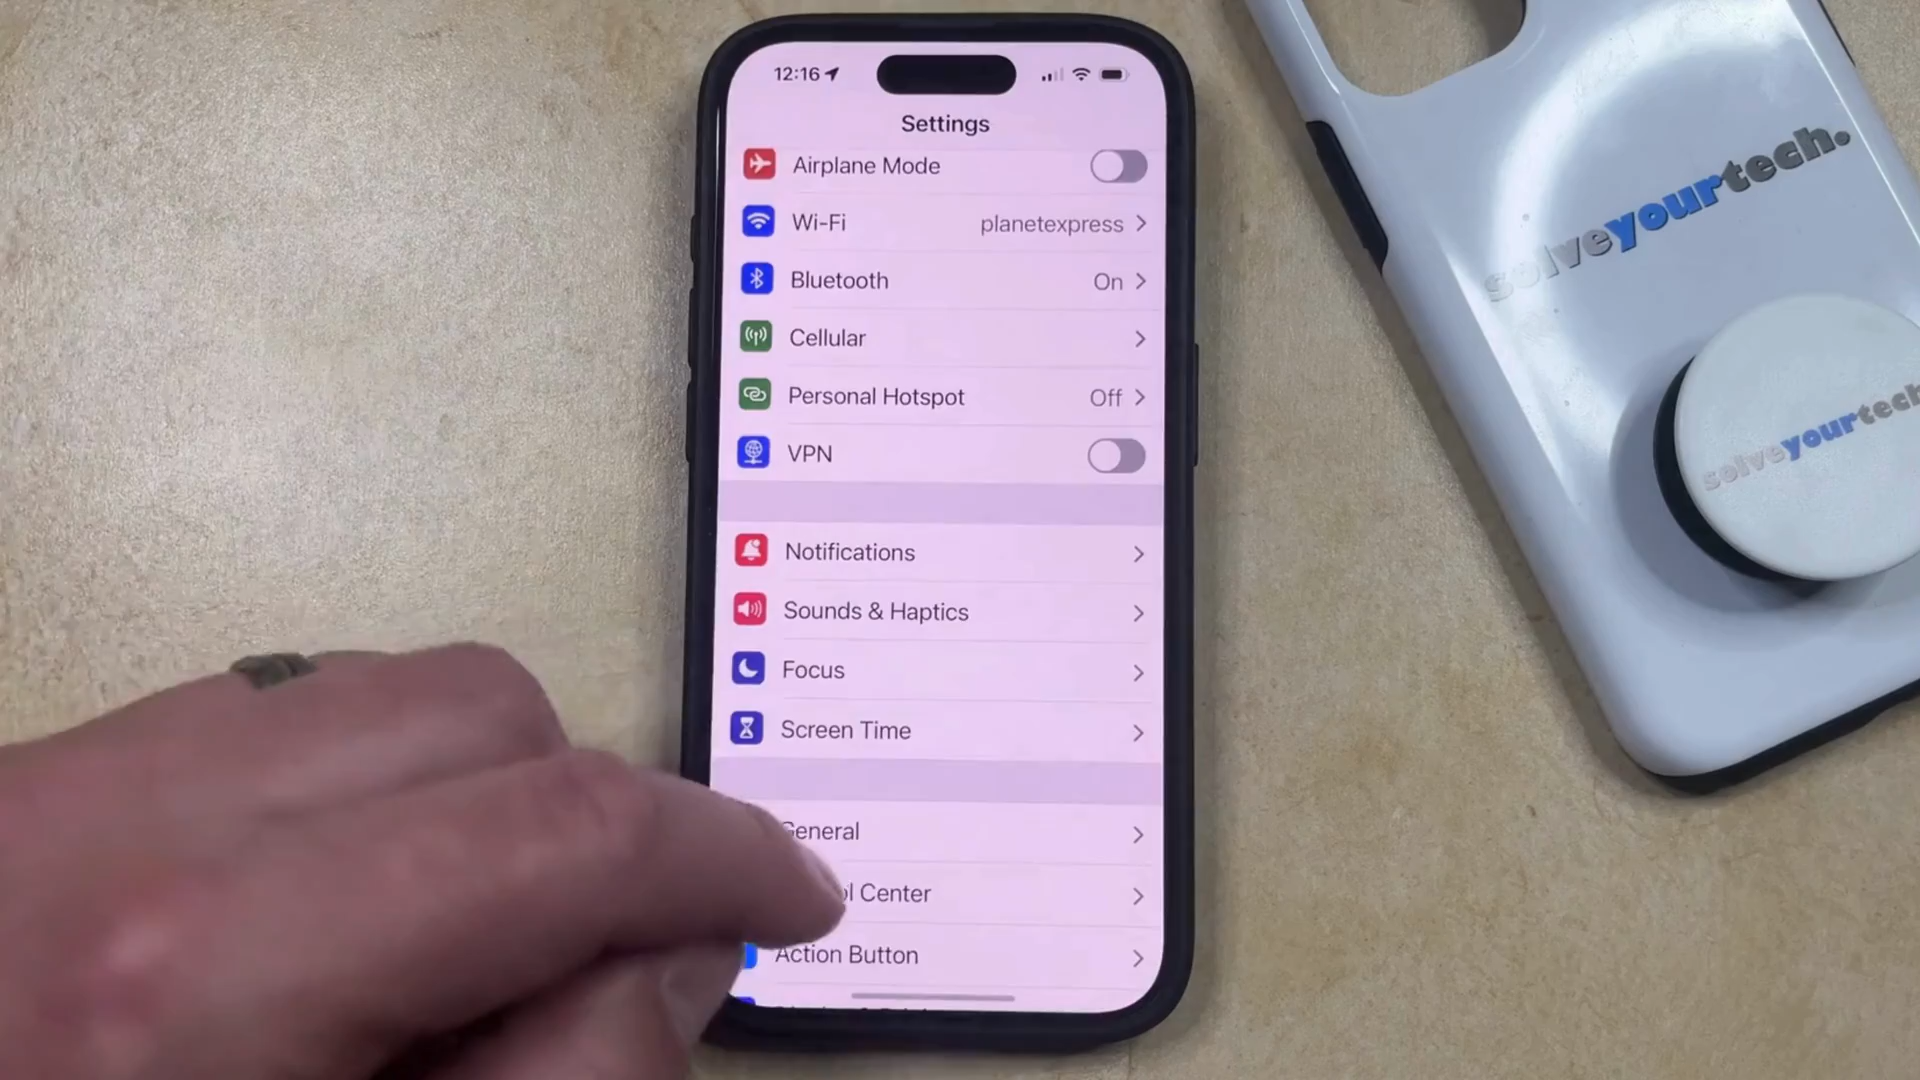 12:16
Settings
Airplane Mode
Wi-Fi planetexpress
Bluetooth On
Cellular
Personal Hotspot Off
VPN
Notifications
Sounds & Haptics
Focus
Screen Time
General
Center
Action Button
solveyourtech.
solveyourtech